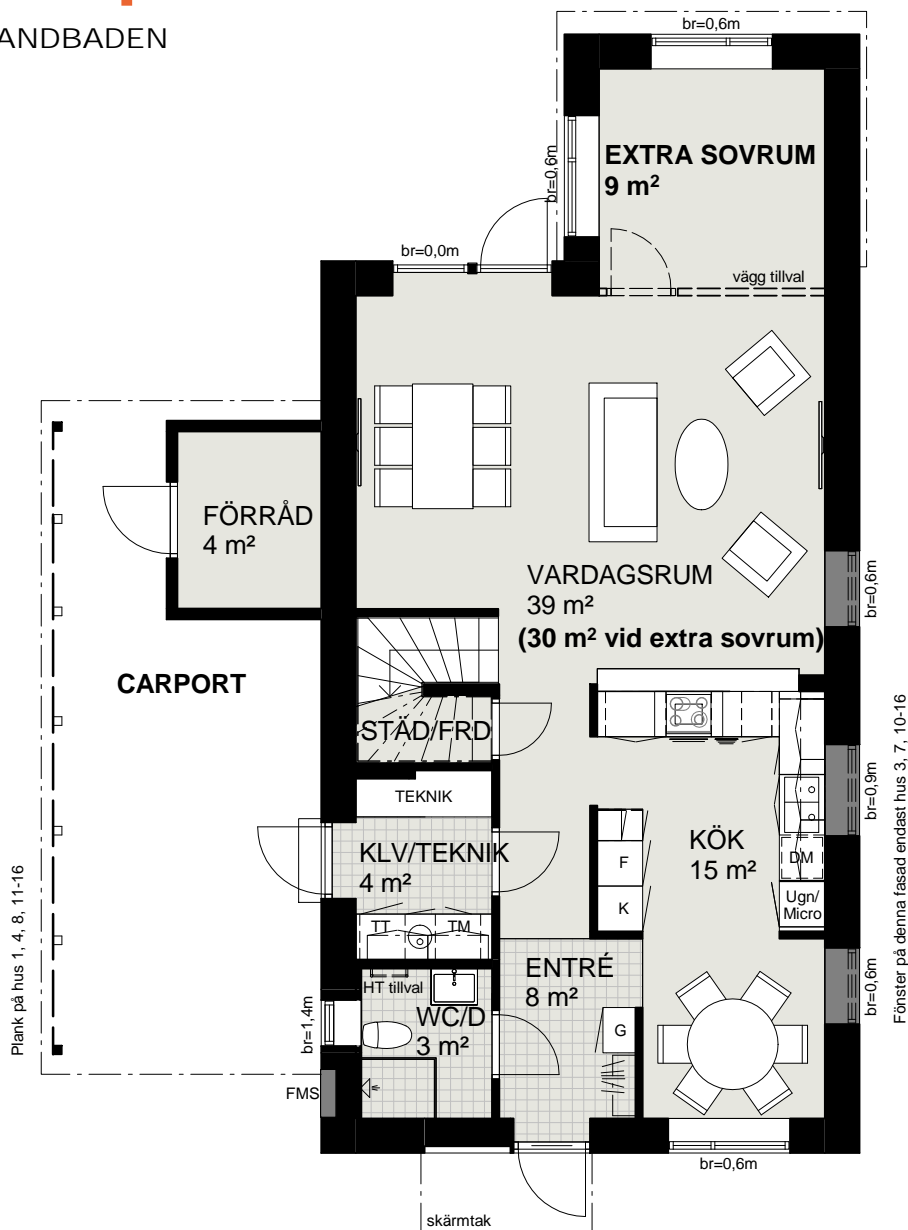 ANDBADEN
br=0,6m
EXTRA SOVRUM
9 m²
br=0,6m
br=0,0m
vägg tillval
FÖRRÅD
4 m²
VARDAGSRUM
39 m²
(30 m² vid extra sovrum)
br=0,6m
CARPORT
STÄD/FRD
TEKNIK
KLV/TEKNIK
4 m²
TT
TM
KÖK
15 m²
F
K
DM
Ugn/
Micro
br=0,9m
Fönster på denna fasad endast hus 3, 7, 10-16
Plank på hus 1, 4, 8, 11-16
ENTRÉ
8 m²
G
HT tillval
WC/D
3 m²
br=1,4m
br=0,6m
FMS
br=0,6m
skärmtak